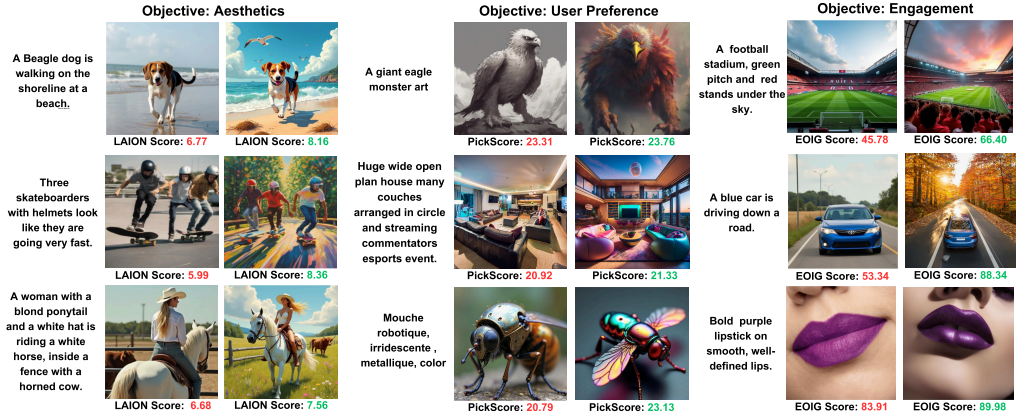 Objective: Aesthetics
A Beagle dog is
walking on the
shoreline at a
beach.
LAION Score: 6.77
LAION Score: 8.16
Three
skateboarders
with helmets look
like they are
going very fast.
LAION Score: 5.99
LAION Score: 8.36
A woman with a
blond ponytail
and a white hat is
riding a white
horse, inside a
fence with a
horned cow.
LAION Score: 6.68
LAION Score: 7.56
Objective: User Preference
A giant eagle
monster art
PickScore: 23.31
PickScore: 23.76
Huge wide open
plan house many
couches
arranged in circle
and streaming
commentators
esports event.
PickScore: 20.92
PickScore: 21.33
Mouche
robotique,
irridescente ,
metallique, color
PickScore: 20.79
PickScore: 23.13
Objective: Engagement
A football
stadium, green
pitch and red
stands under the
sky.
EOIG Score: 45.78
EOIG Score: 66.40
A blue car is
driving down a
road.
EOIG Score: 53.34
EOIG Score: 88.34
Bold purple
lipstick on
smooth, well-
defined lips.
EOIG Score: 83.91
EOIG Score: 89.98